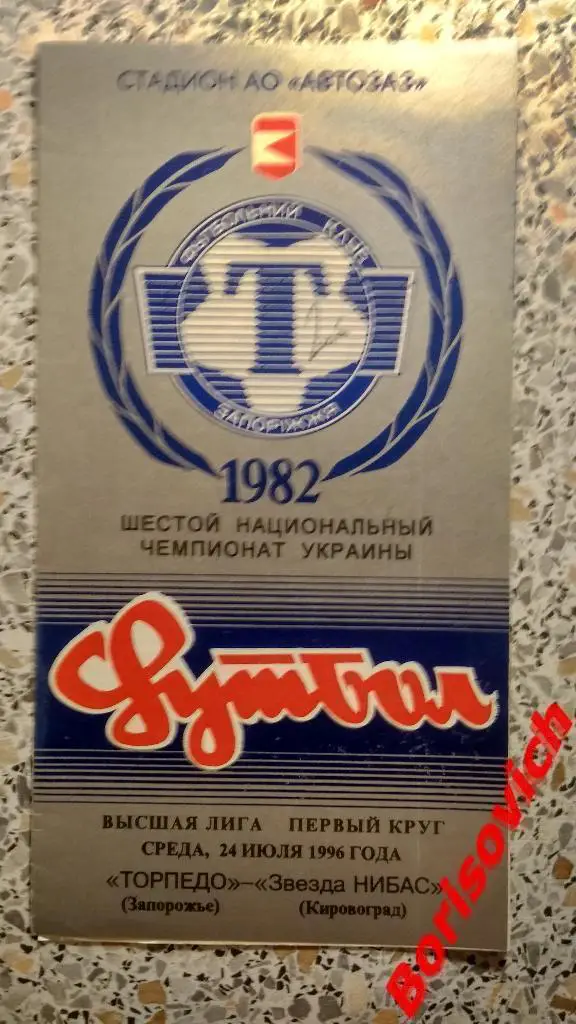 СТАДИОН АО «АВТОЗАЗ»
ФУТБОЛЬНИЙ КЛУБ
Т
ЗАПОРІЖЖЯ
1982
ШЕСТОЙ НАЦИОНАЛЬНЫЙ
ЧЕМПИОНАТ УКРАИНЫ
Футбол
ВЫСШАЯ ЛИГА ПЕРВЫЙ КРУГ
СРЕДА, 24 ИЮЛЯ 1996 ГОДА
«ТОРПЕДО»–«Звезда НИБАС»
(Запорожье) (Кировоград)
Borisovich